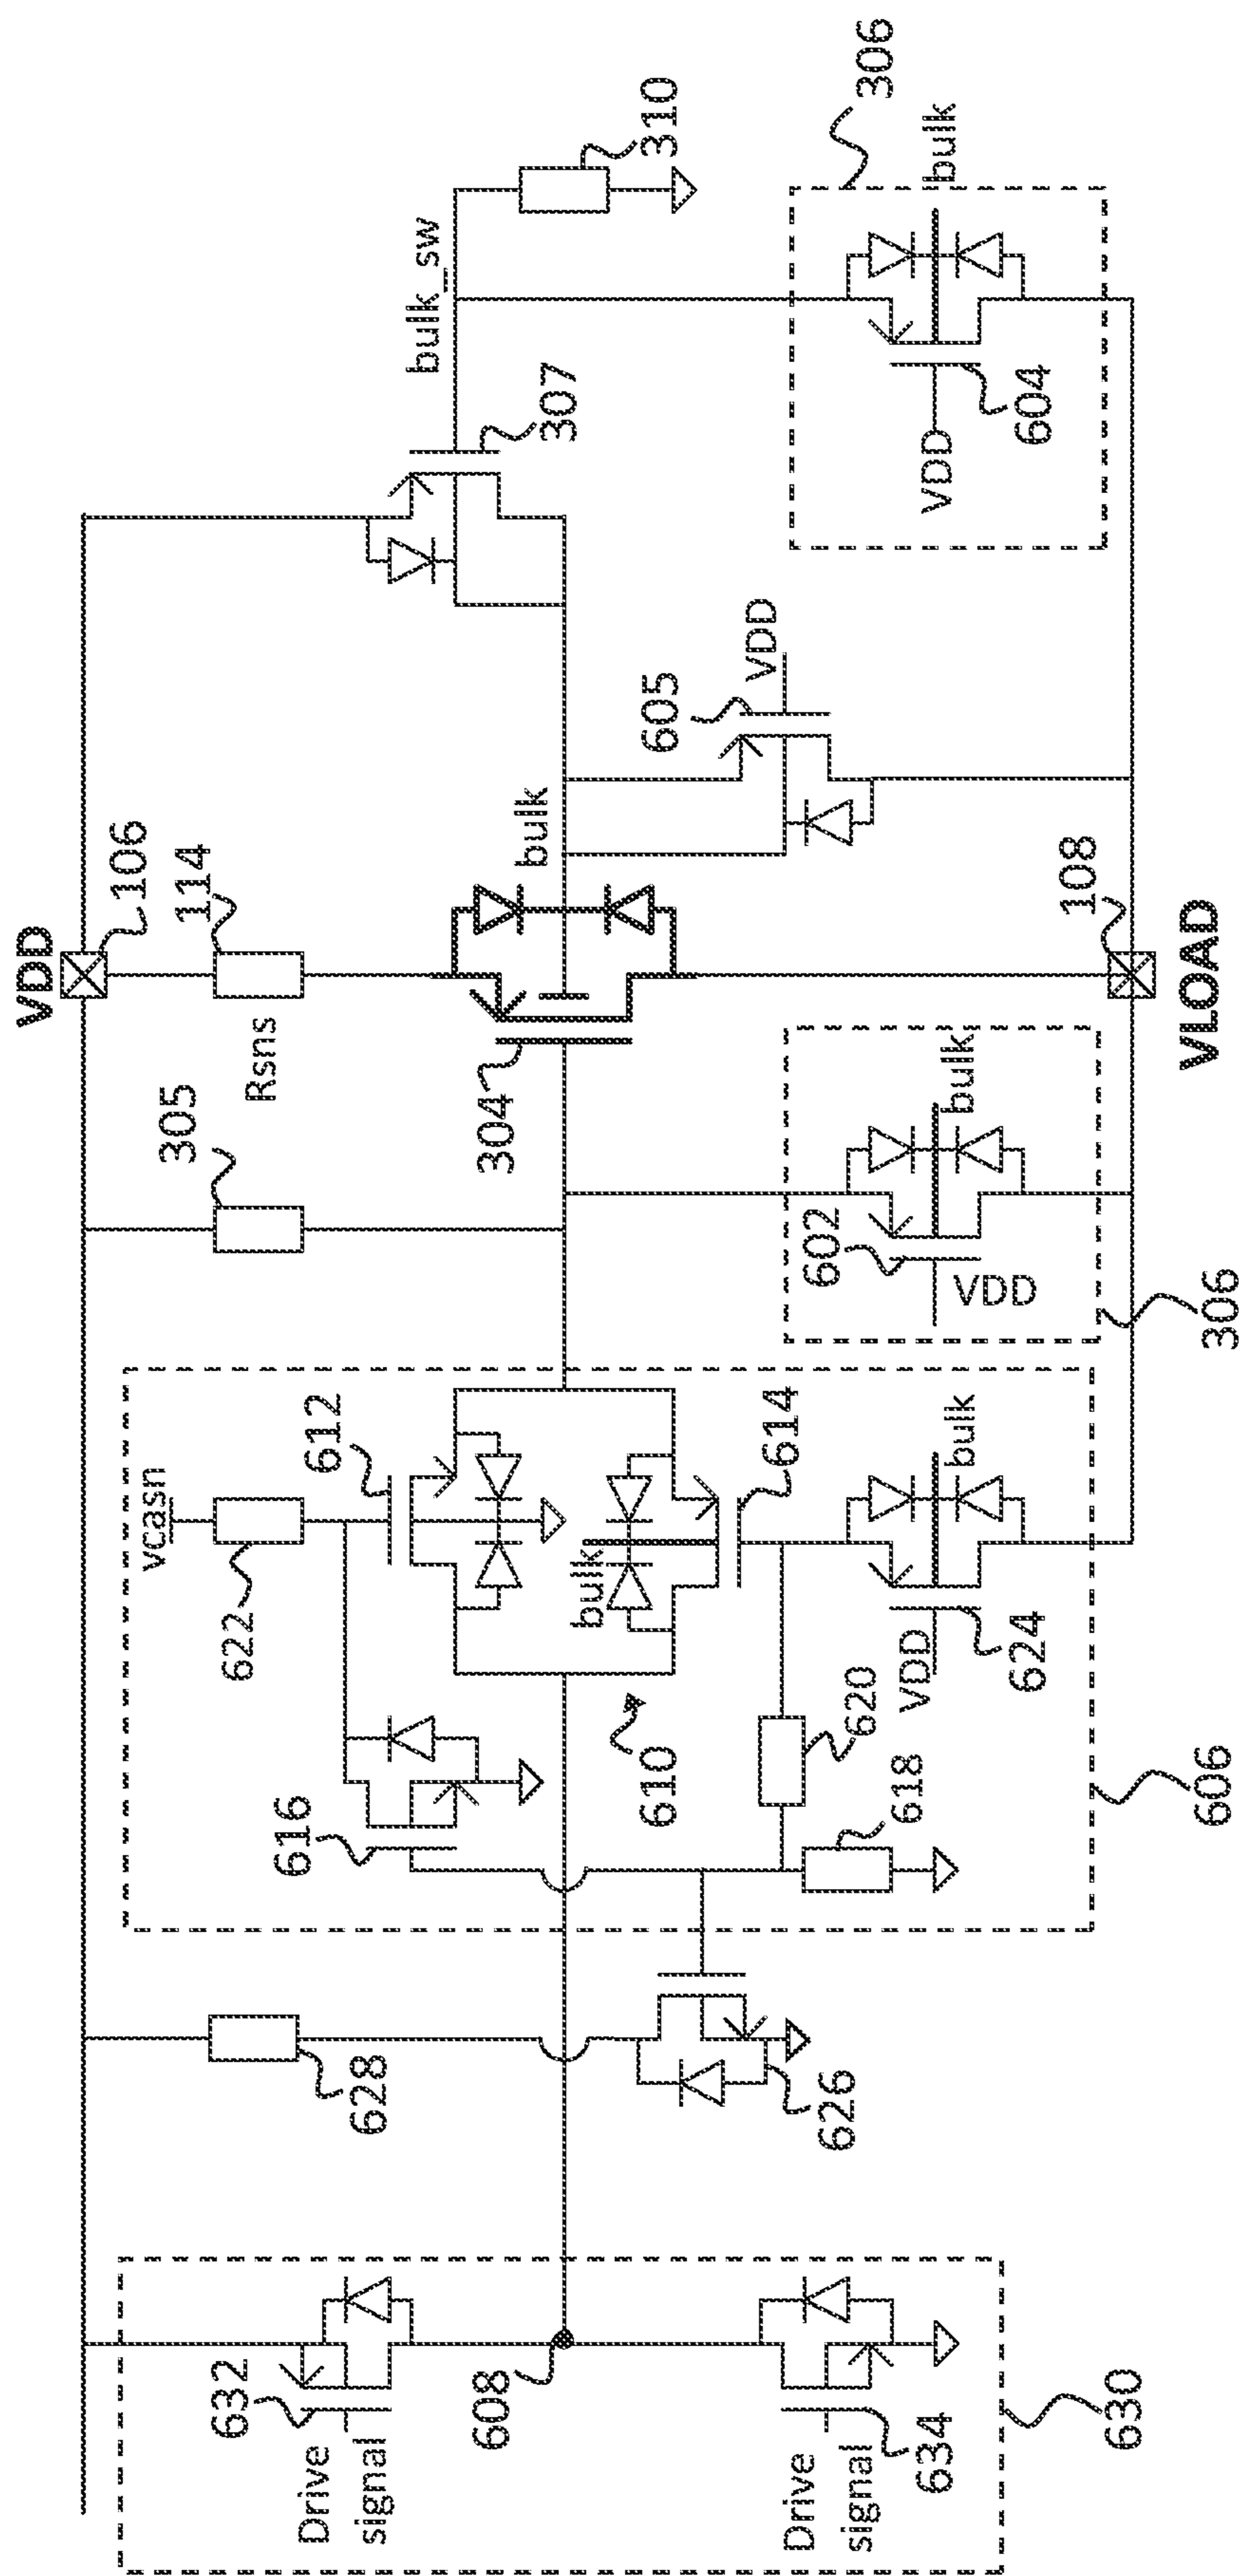 VDD
106
114
Rsns
305
304
bulk
bulk_sw
307
310
605
VDD
306
bulk
VDD
604
108
VLOAD
602
VDD
bulk
306
vcasn
622
612
616
bulk
614
610
620
618
VDD
624
bulk
606
628
626
632
Drive
signal
608
Drive
signal
634
630